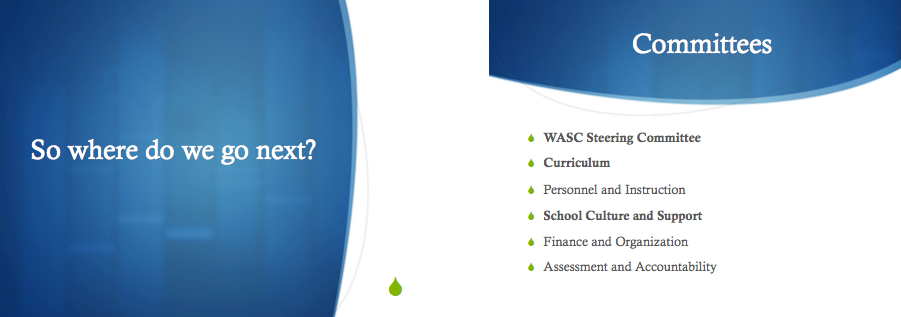 So where do we go next?
Committees
WASC Steering Committee
Curriculum
Personnel and Instruction
School Culture and Support
Finance and Organization
Assessment and Accountability